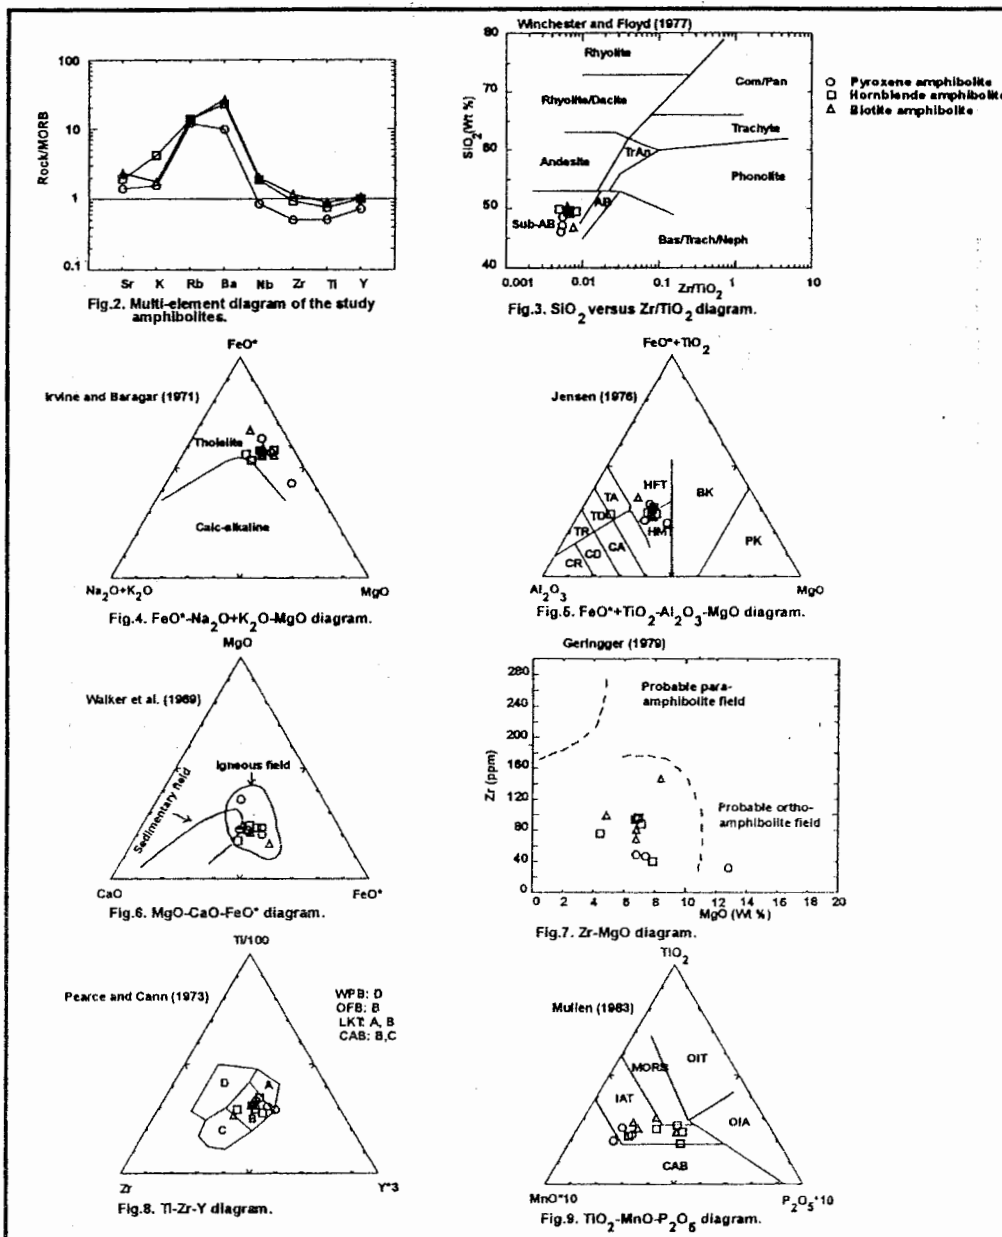 100
10
1
0.1
Rock/MORB
Sr K Rb Ba Nb Zr Ti Y
Fig.2. Multi-element diagram of the study
amphibolites.
Winchester and Floyd (1977)
80
70
60
50
40
SiO2(Wt %)
Rhyolite
Rhyolite/Dacite
Com/Pan
Trachyte
TrAn
Andesite
Phonolite
AB
Sub-AB
Bas/Trach/Neph
0.001 0.01 0.1 1 10
Zr/TiO2
Pyroxene amphibolite
Hornblende amphibolite
Biotite amphibolite
Fig.3. SiO2 versus Zr/TiO2 diagram.
FeO*
Irvine and Baragar (1971)
Tholeiite
Calc-alkaline
Na2O+K2O
MgO
Fig.4. FeO*-Na2O+K2O-MgO diagram.
FeO*+TiO2
Jensen (1976)
HFT
BK
TA
TD
HMT
TR
CA
CD
CR
PK
Al2O3
MgO
Fig.5. FeO*+TiO2-Al2O3-MgO diagram.
MgO
Walker et al. (1969)
Igneous field
Sedimentary field
CaO
FeO*
Fig.6. MgO-CaO-FeO* diagram.
Geringger (1979)
280
240
200
160
120
80
40
0
Zr (ppm)
Probable para-
amphibolite field
Probable ortho-
amphibolite field
0 2 4 6 8 10 12 14 16 18 20
MgO (Wt %)
Fig.7. Zr-MgO diagram.
Ti/100
Pearce and Cann (1973)
WPB: D
OFB: B
LKT: A, B
CAB: B,C
D
A
B
C
Zr
Y*3
Fig.8. Ti-Zr-Y diagram.
TiO2
Mullen (1983)
MORB
OIT
IAT
OIA
CAB
MnO*10
P2O5*10
Fig.9. TiO2-MnO-P2O5 diagram.